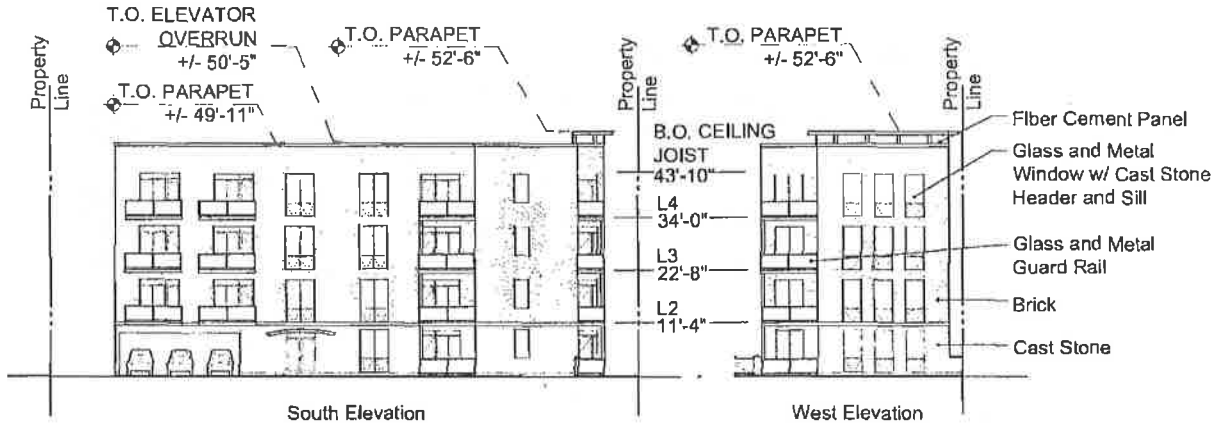 T.O. ELEVATOR
OVERRUN
+/- 50'-5"
T.O. PARAPET
+/- 49'-11"
T.O. PARAPET
+/- 52'-6"
T.O. PARAPET
+/- 52'-6"
Property
Line
Property
Line
Property
Line
B.O. CEILING
JOIST
43'-10"
L4
34'-0"
L3
22'-8"
L2
11'-4"
Fiber Cement Panel
Glass and Metal
Window w/ Cast Stone
Header and Sill
Glass and Metal
Guard Rail
Brick
Cast Stone
South Elevation
West Elevation